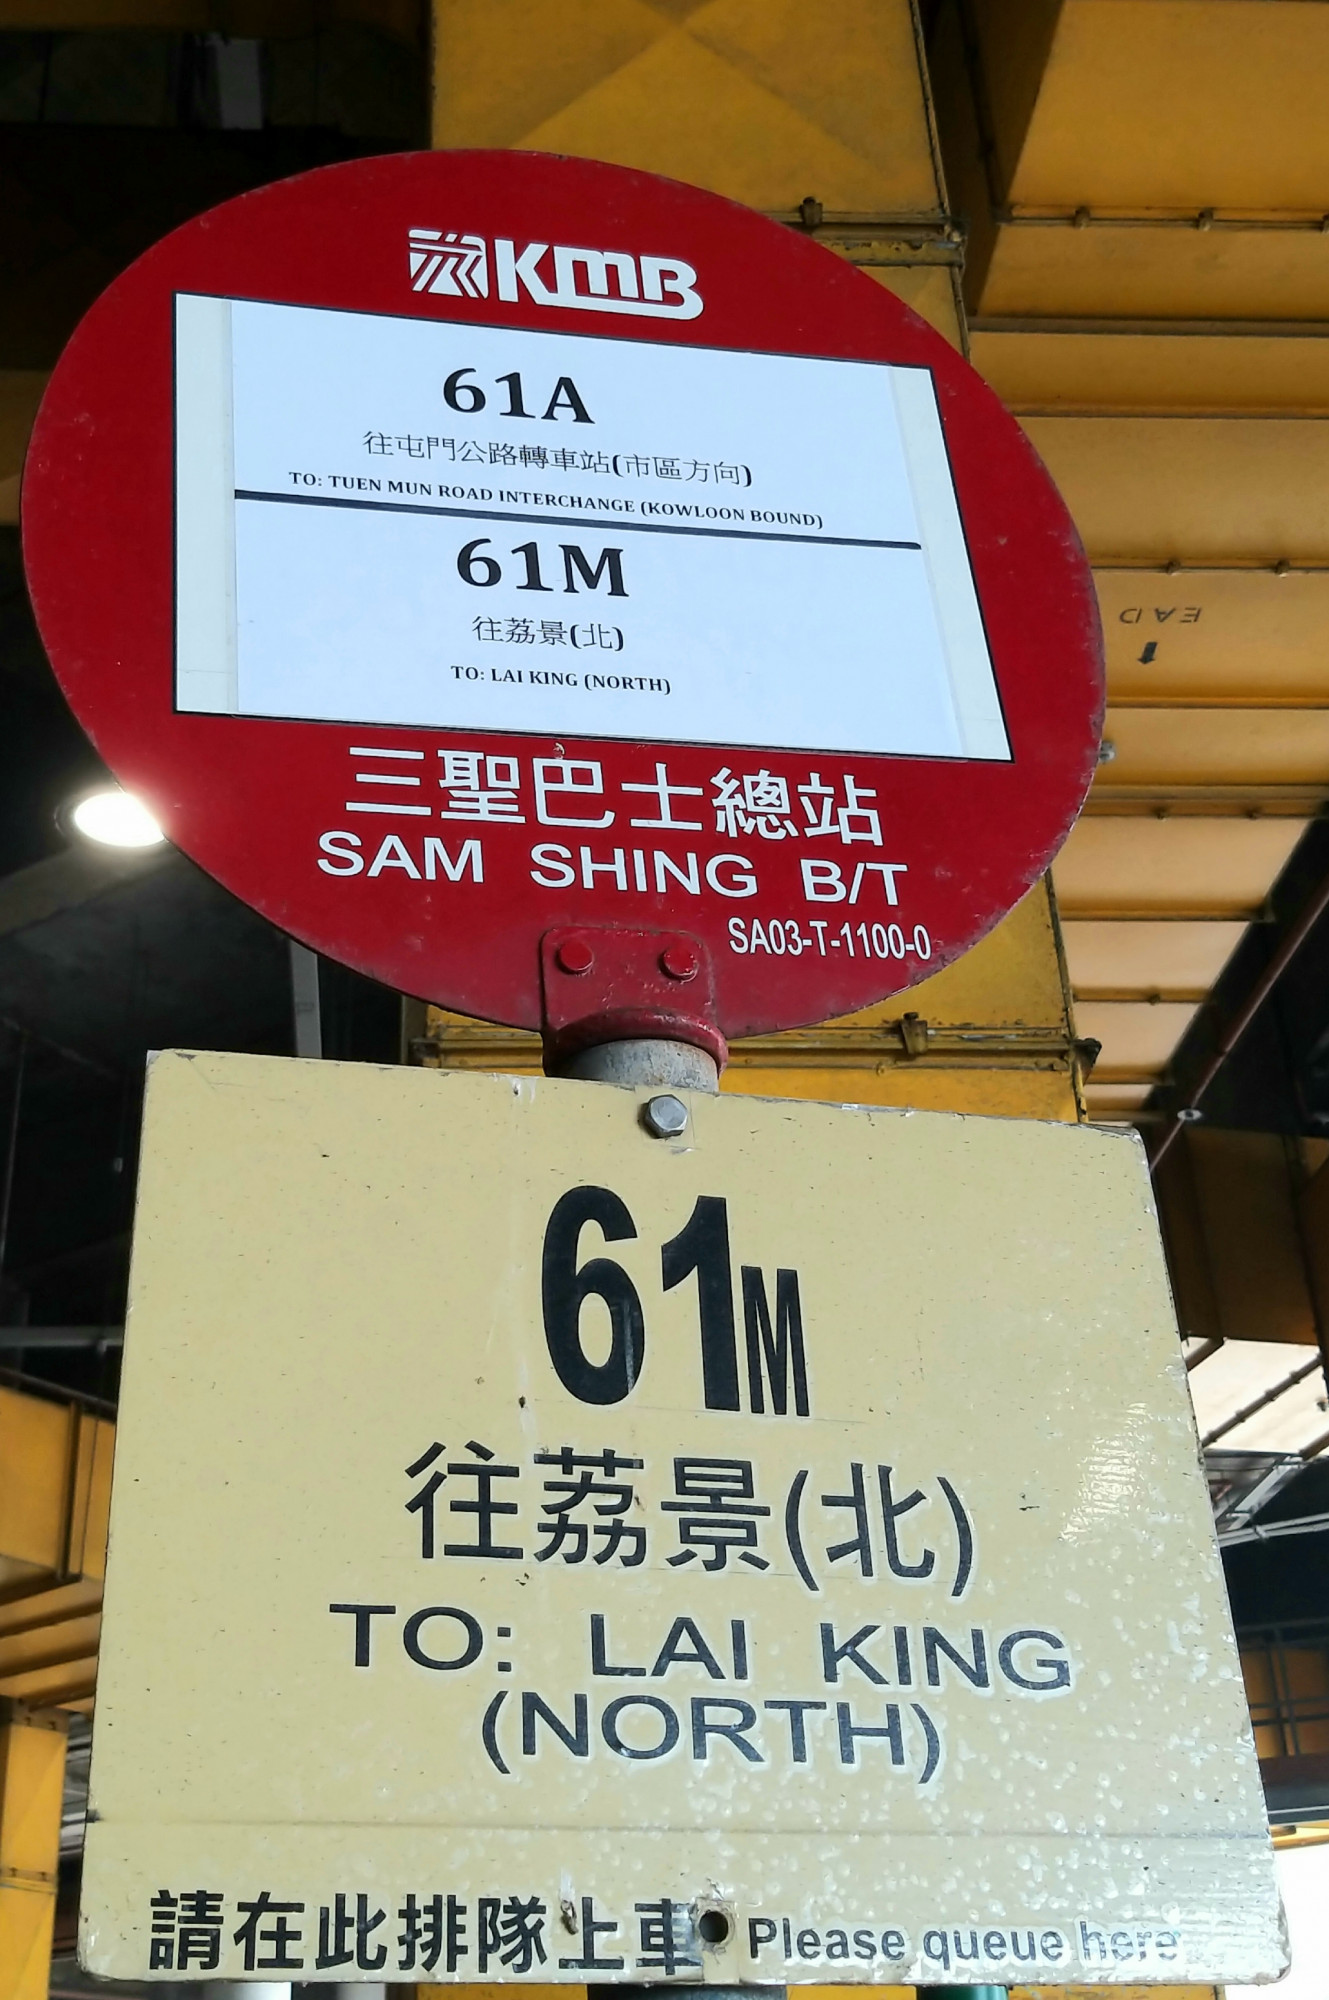 KMB
61A
往屯門公路轉車站(市區方向)
TO: TUEN MUN ROAD INTERCHANGE (KOWLOON BOUND)
61M
往荔景(北)
TO: LAI KING (NORTH)
三聖巴士總站
SAM SHING B/T
SA03-T-1100-0
61M
往荔景(北)
TO: LAI KING
(NORTH)
請在此排隊上車 Please queue here